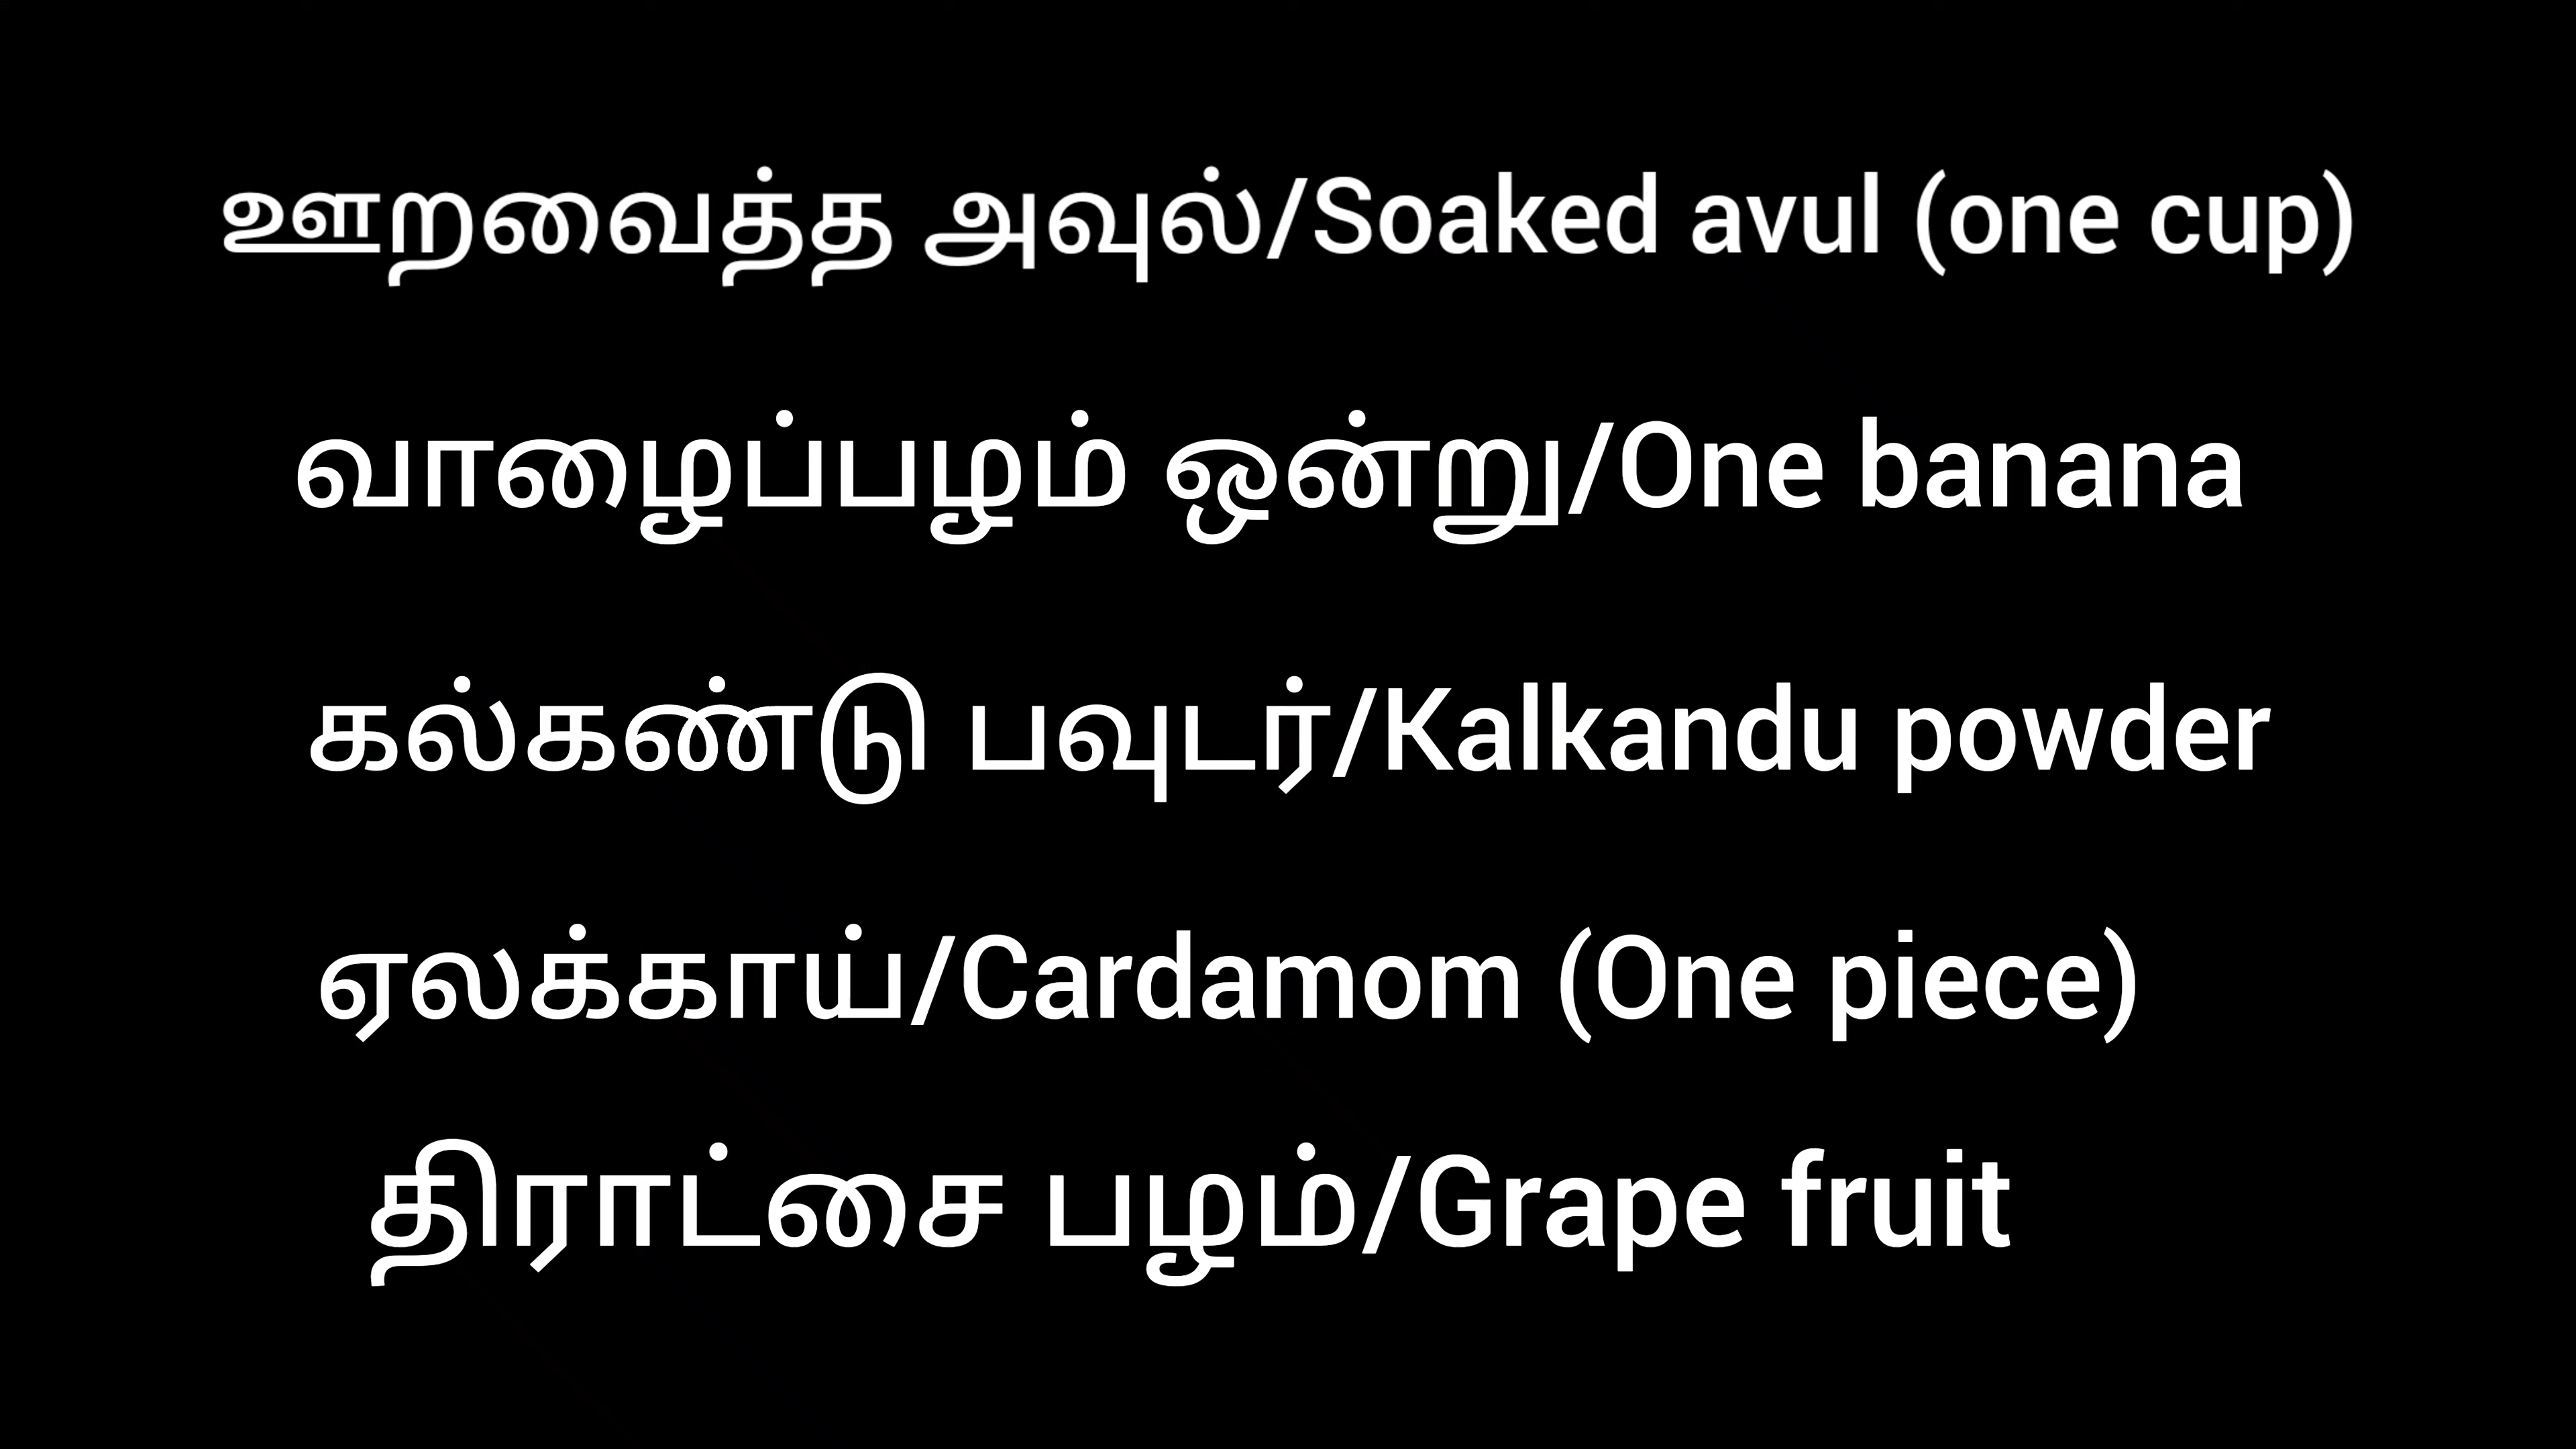 ஊறவைத்த அவுல்/Soaked avul (one cup)
வாழைப்பழம் ஒன்று/One banana
கல்கண்டு பவுடர்/Kalkandu powder
ஏலக்காய்/Cardamom (One piece)
திராட்சை பழம்/Grape fruit